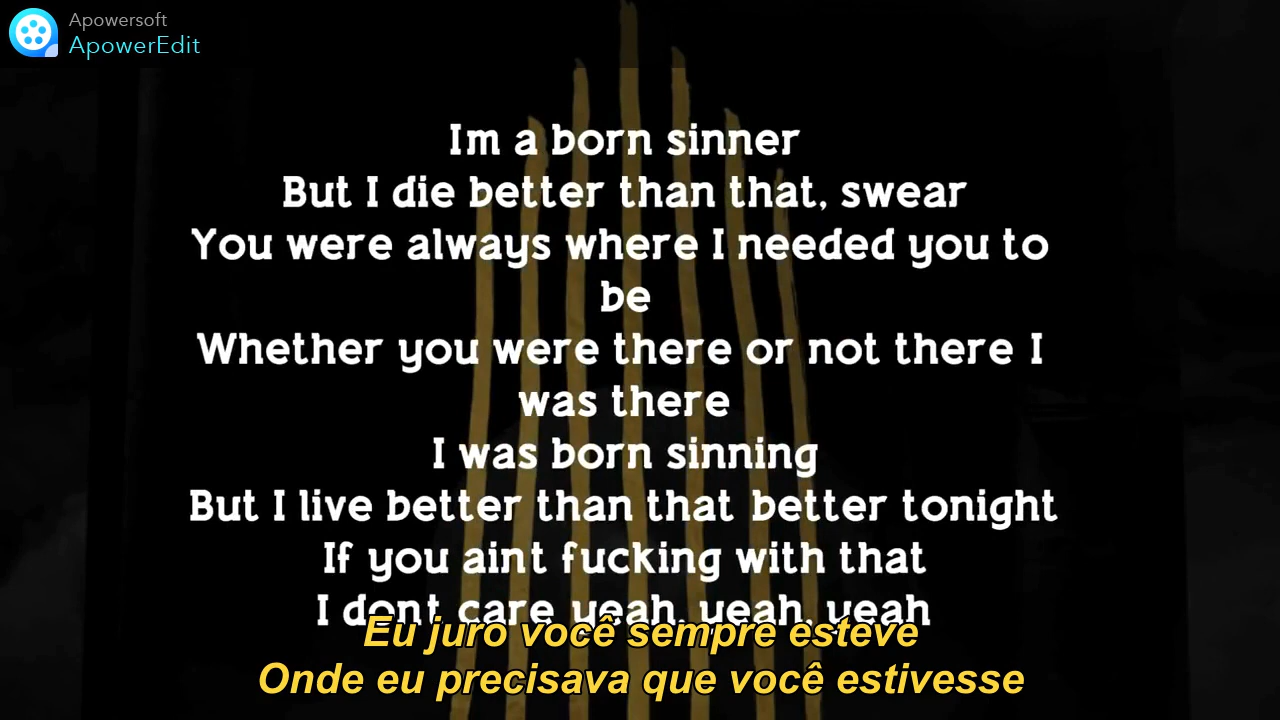 Apowersoft
ApowerEdit
Im a born sinner
But I die better than that, swear
You were always where I needed you to
be
Whether you were there or not there I
was there
I was born sinning
But I live better than that better tonight
If you aint fucking with that
I dont care yeah, yeah, yeah
Eu juro você sempre esteve
Onde eu precisava que você estivesse